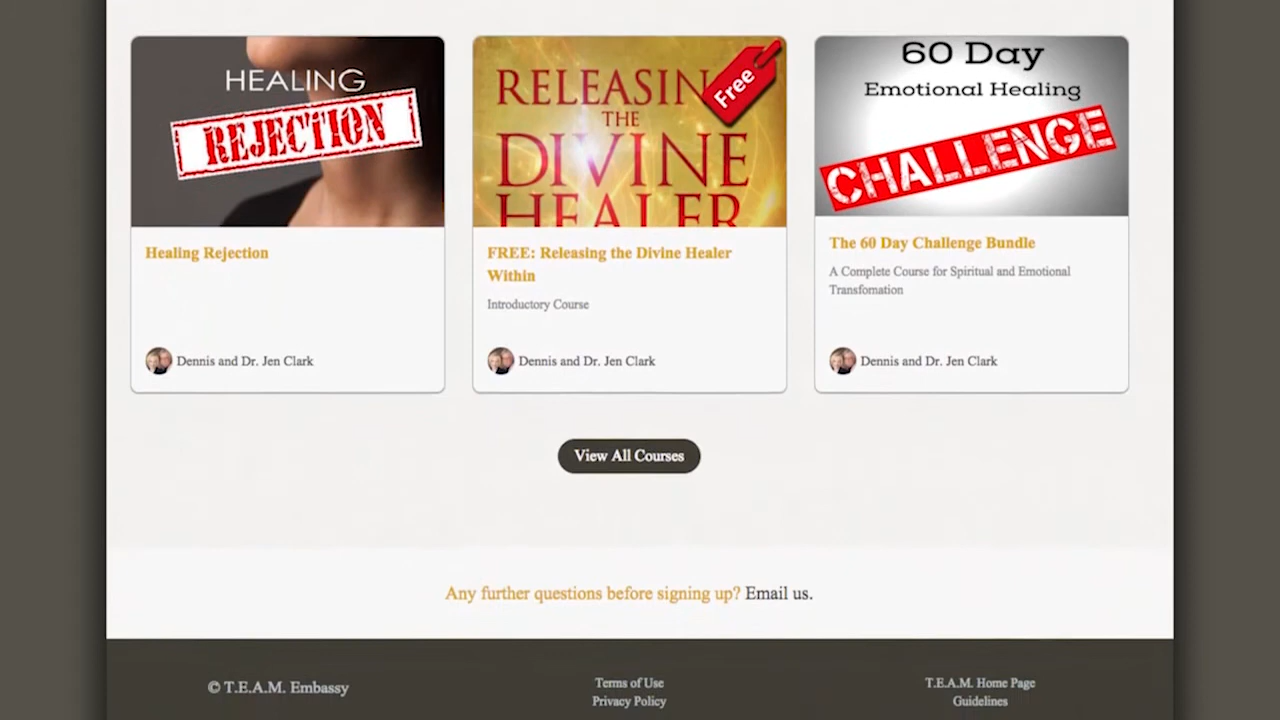 HEALING
REJECTION
Healing Rejection
Dennis and Dr. Jen Clark
RELEASIN
Free
THE
DIVINE
HEALER
FREE: Releasing the Divine Healer
Within
Introductory Course
Dennis and Dr. Jen Clark
60 Day
Emotional Healing
CHALLENGE
The 60 Day Challenge Bundle
A Complete Course for Spiritual and Emotional
Transfomation
Dennis and Dr. Jen Clark
View All Courses
Any further questions before signing up? Email us.
© T.E.A.M. Embassy
Terms of Use
Privacy Policy
T.E.A.M. Home Page
Guidelines